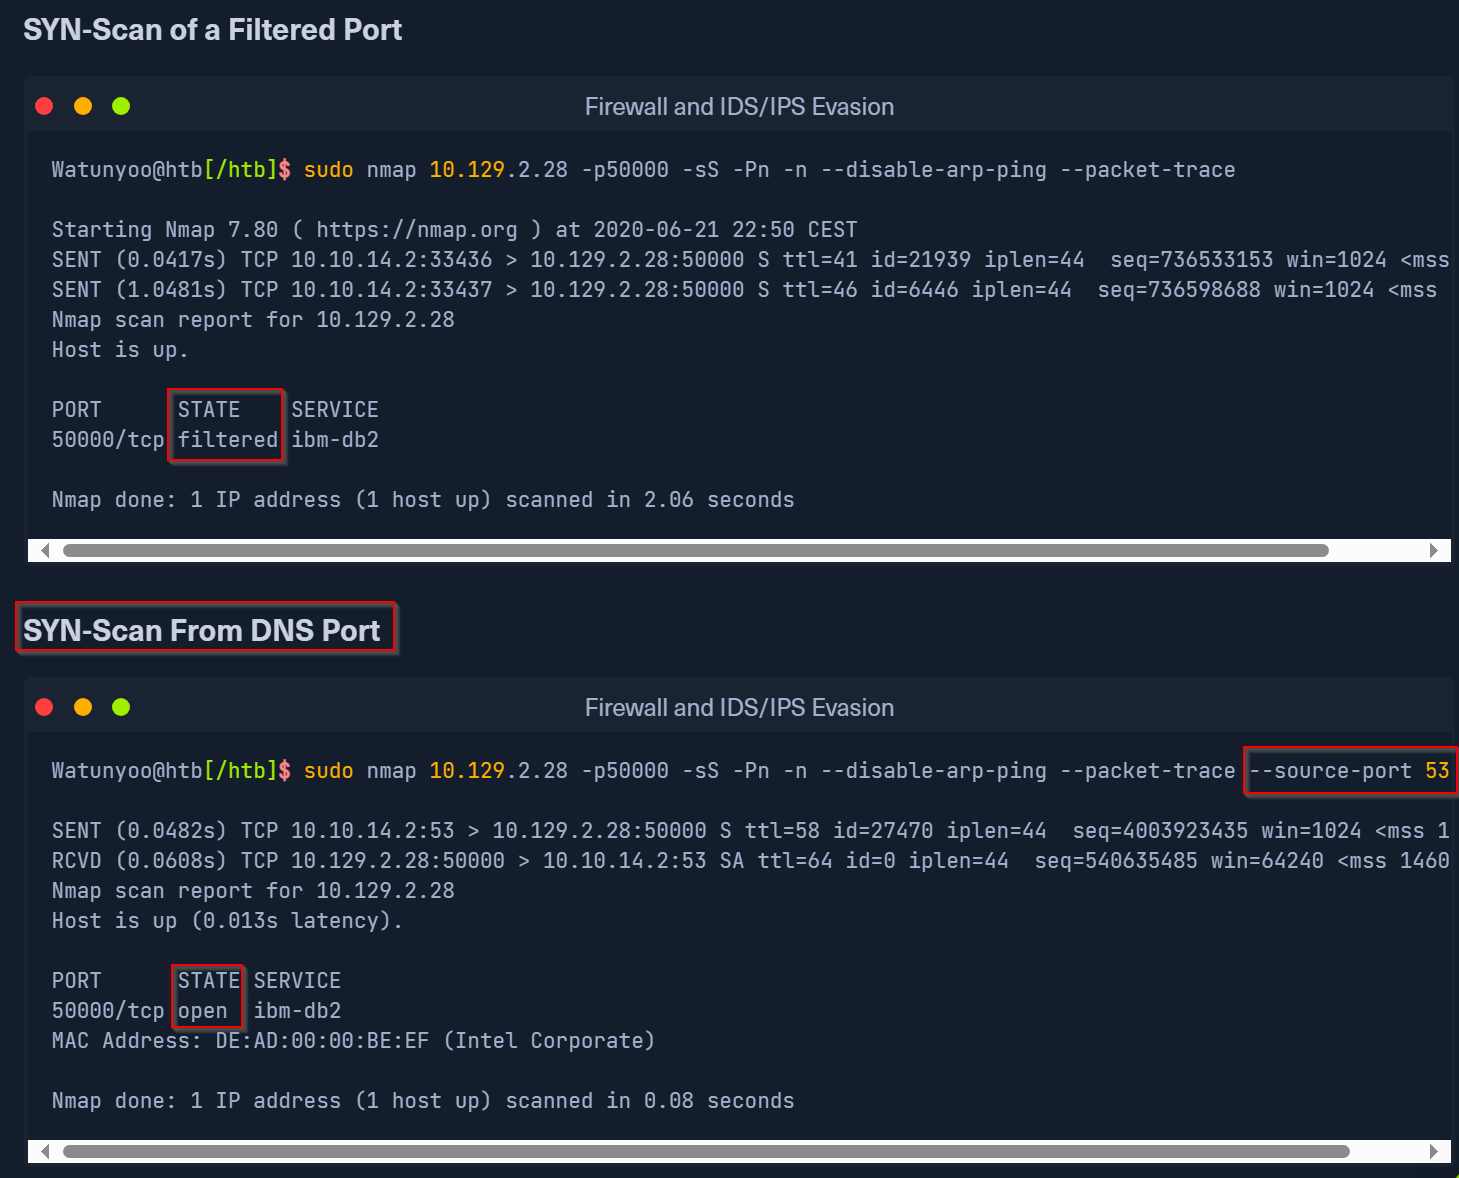 SYN-Scan of a Filtered Port
Firewall and IDS/IPS Evasion
Watunyoo@htb[/htb]$ sudo nmap 10.129.2.28 -p50000 -sS -Pn -n --disable-arp-ping --packet-trace
Starting Nmap 7.80 ( https://nmap.org ) at 2020-06-21 22:50 CEST
SENT (0.0417s) TCP 10.10.14.2:33436 > 10.129.2.28:50000 S ttl=41 id=21939 iplen=44  seq=736533153 win=1024 <mss
SENT (1.0481s) TCP 10.10.14.2:33437 > 10.129.2.28:50000 S ttl=46 id=6446 iplen=44  seq=736598688 win=1024 <mss
Nmap scan report for 10.129.2.28
Host is up.
PORT      STATE    SERVICE
50000/tcp filtered ibm-db2
Nmap done: 1 IP address (1 host up) scanned in 2.06 seconds
SYN-Scan From DNS Port
Firewall and IDS/IPS Evasion
Watunyoo@htb[/htb]$ sudo nmap 10.129.2.28 -p50000 -sS -Pn -n --disable-arp-ping --packet-trace --source-port 53
SENT (0.0482s) TCP 10.10.14.2:53 > 10.129.2.28:50000 S ttl=58 id=27470 iplen=44  seq=4003923435 win=1024 <mss 1
RCVD (0.0608s) TCP 10.129.2.28:50000 > 10.10.14.2:53 SA ttl=64 id=0 iplen=44  seq=540635485 win=64240 <mss 1460
Nmap scan report for 10.129.2.28
Host is up (0.013s latency).
PORT      STATE SERVICE
50000/tcp open  ibm-db2
MAC Address: DE:AD:00:00:BE:EF (Intel Corporate)
Nmap done: 1 IP address (1 host up) scanned in 0.08 seconds